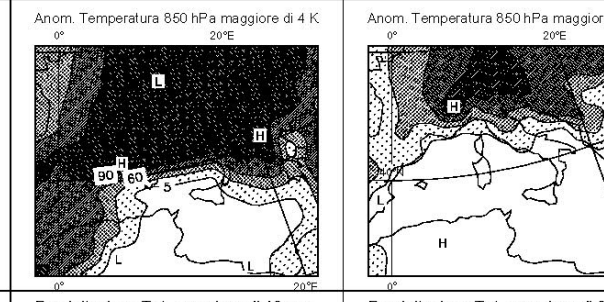 Anom. Temperatura 850 hPa maggiore di 4 K
0° 20°E
L
H
H
90 60
5
L L
0° 20°E
Anom. Temperatura 850 hPa maggior
0° 20°E
H
L
H
0°